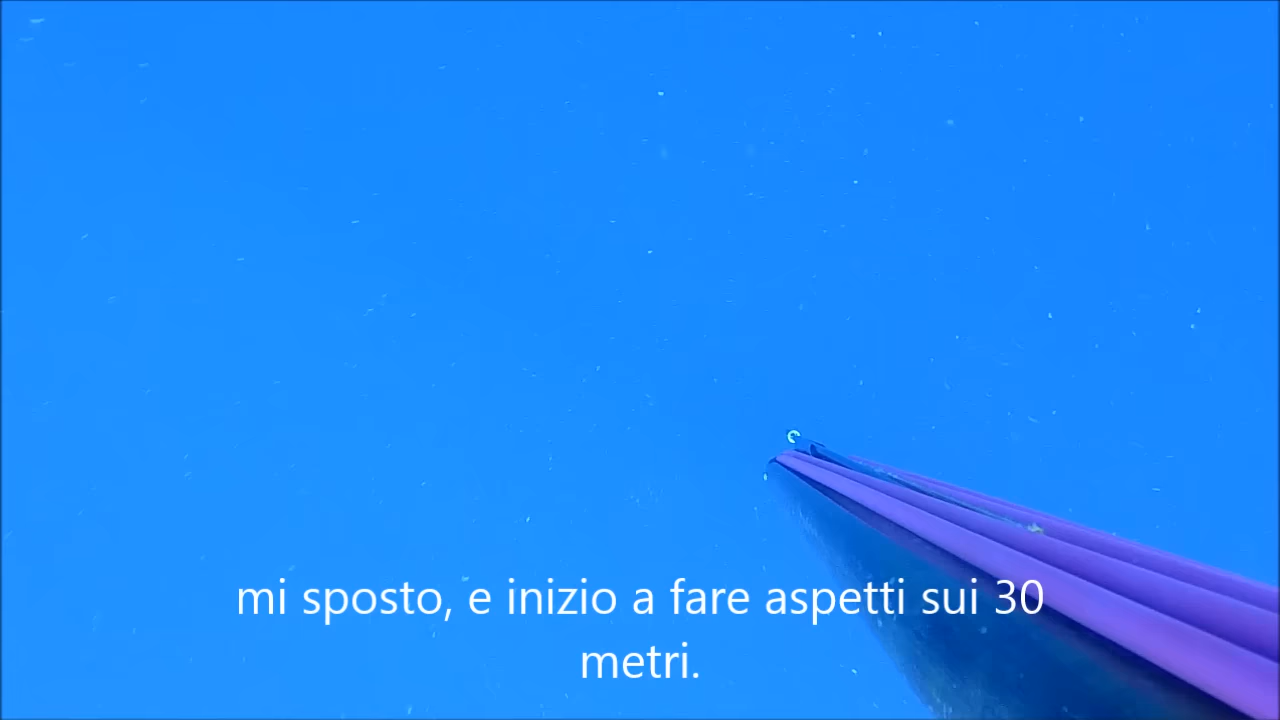 mi sposto, e inizio a fare aspetti sui 30
metri.